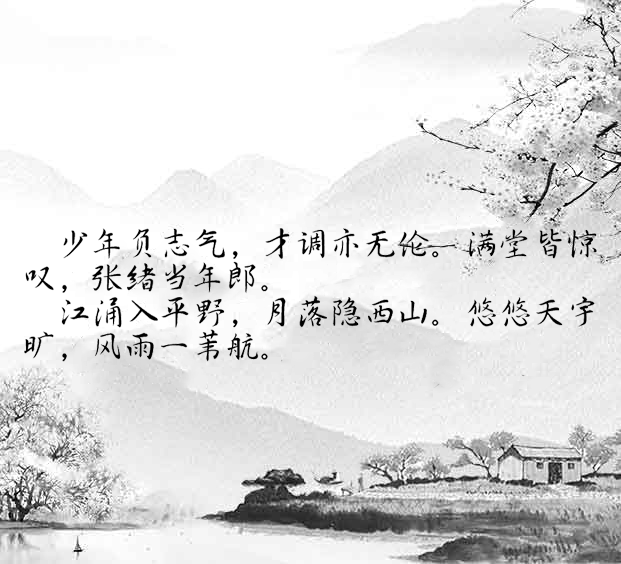 少年负志气，才调亦无伦。满堂皆惊
叹，张绪当年郎。
江涌入平野，月落隐西山。悠悠天宇
旷，风雨一苇航。